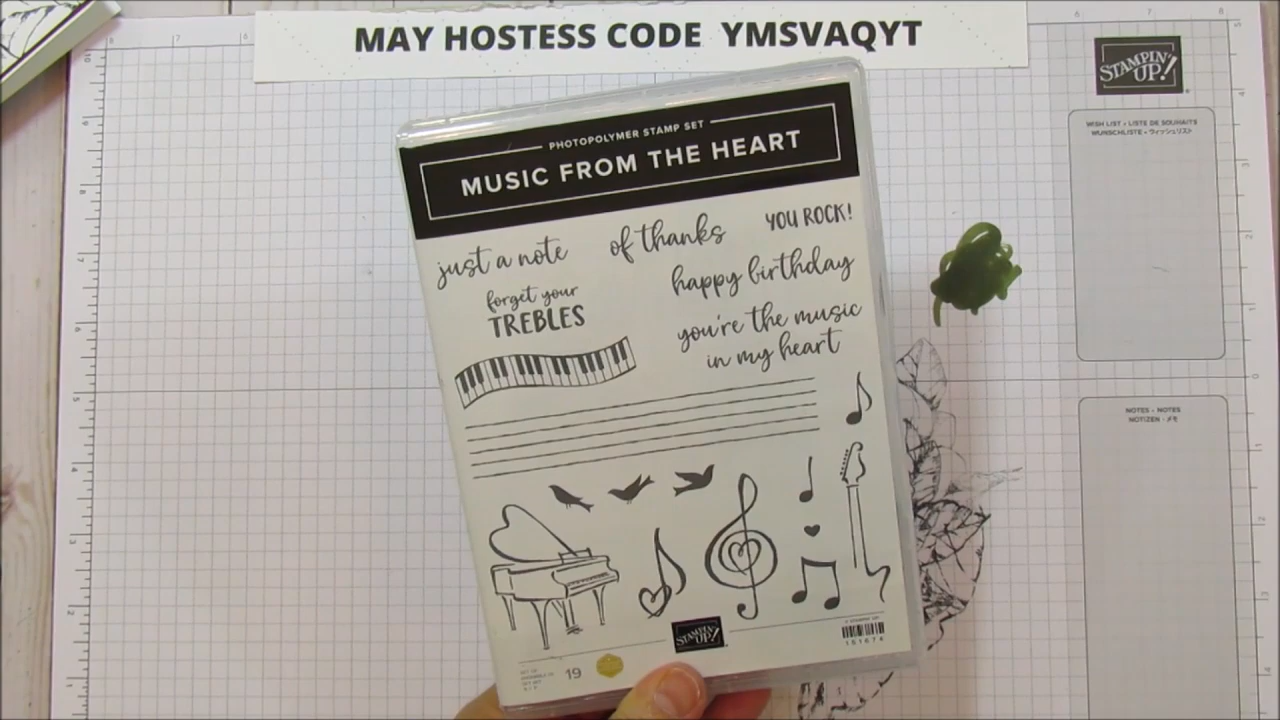 MAY HOSTESS CODE YMSVAQYT
STAMPIN' UP!
WISH LIST • LISTE DE SOUHAITS
WUNSCHLISTE • ウィッシュリスト
PHOTOPOLYMER STAMP SET
MUSIC FROM THE HEART
just a note
of thanks
YOU ROCK!
forget your
TREBLES
happy birthday
you're the music
in my heart
NOTES • NOTES
NOTIZEN • メモ
STAMPIN' UP!
19